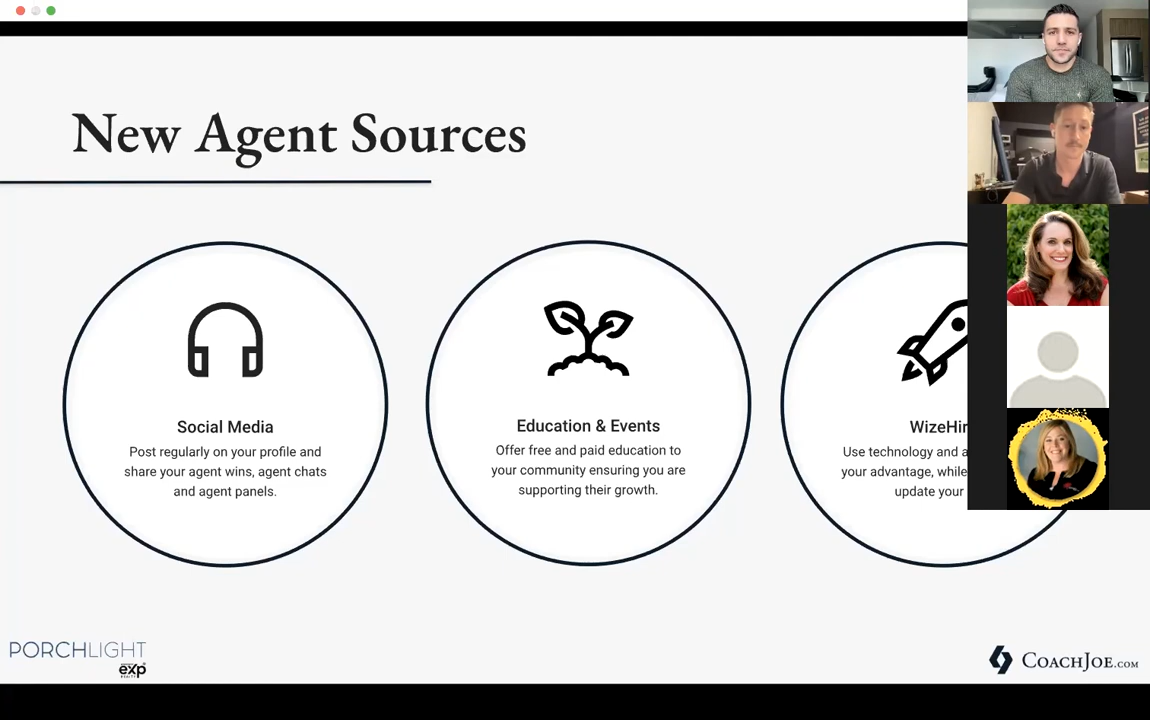 New Agent Sources
Social Media
Post regularly on your profile and
share your agent wins, agent chats
and agent panels.
Education & Events
Offer free and paid education to
your community ensuring you are
supporting their growth.
WizeHir
Use technology and a
your advantage, while
update your
PORCHLIGHT
exp
COACHJOE.COM